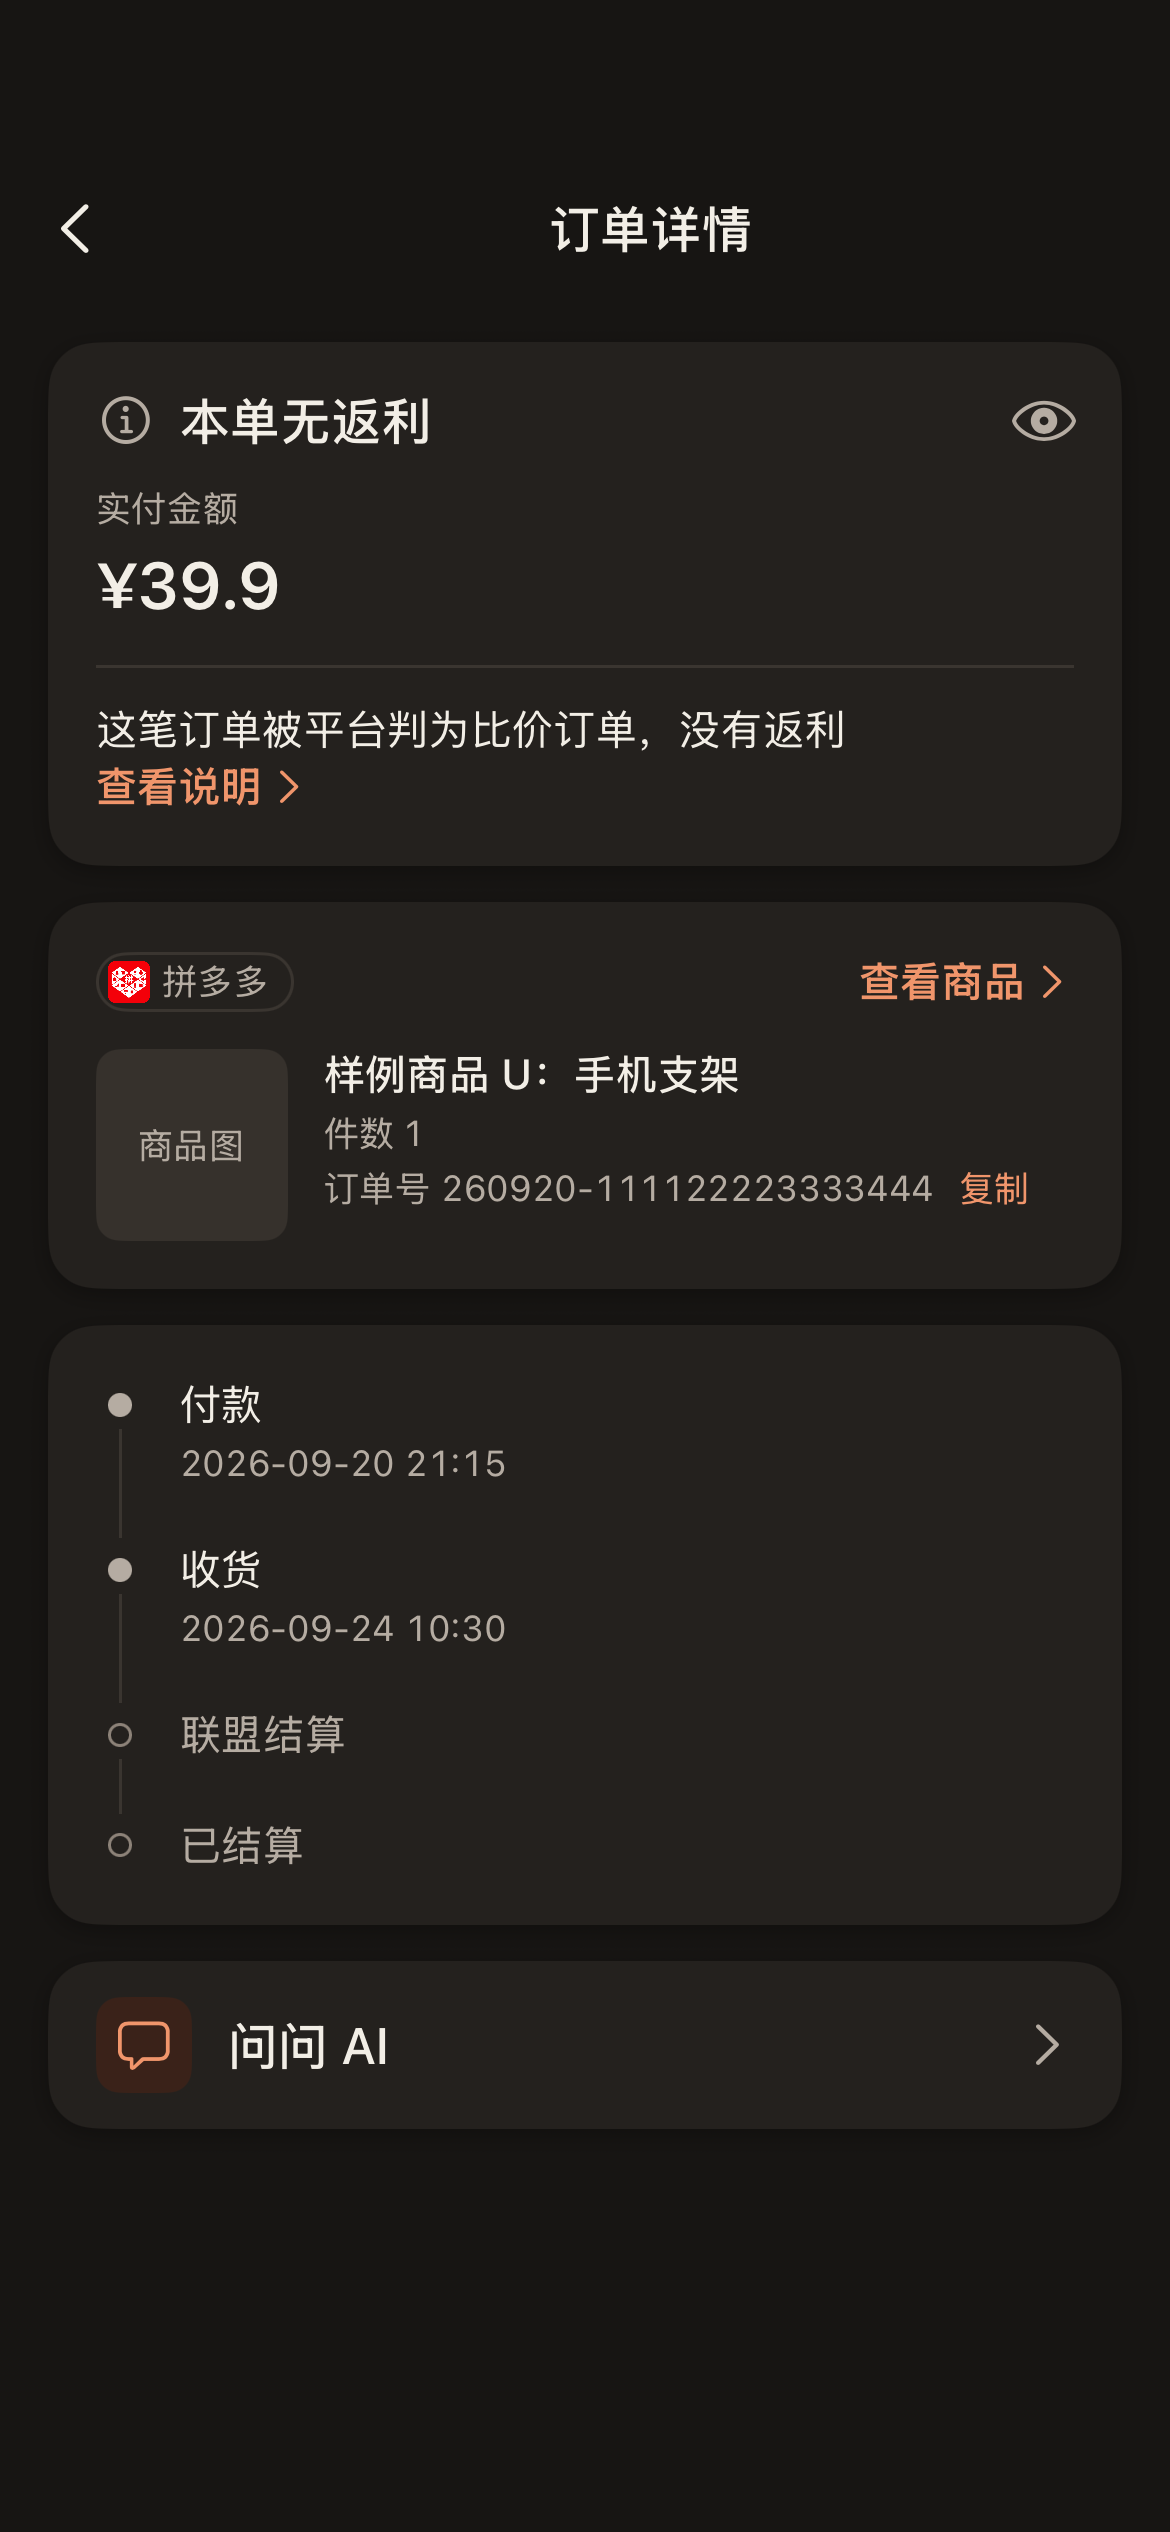 订单详情
本单无返利
实付金额
¥39.9
这笔订单被平台判为比价订单，没有返利
查看说明
拼多多
查看商品
商品图
样例商品 U：手机支架
件数 1
订单号 260920-111122223333444 复制
付款
2026-09-20 21:15
收货
2026-09-24 10:30
联盟结算
已结算
问问 AI